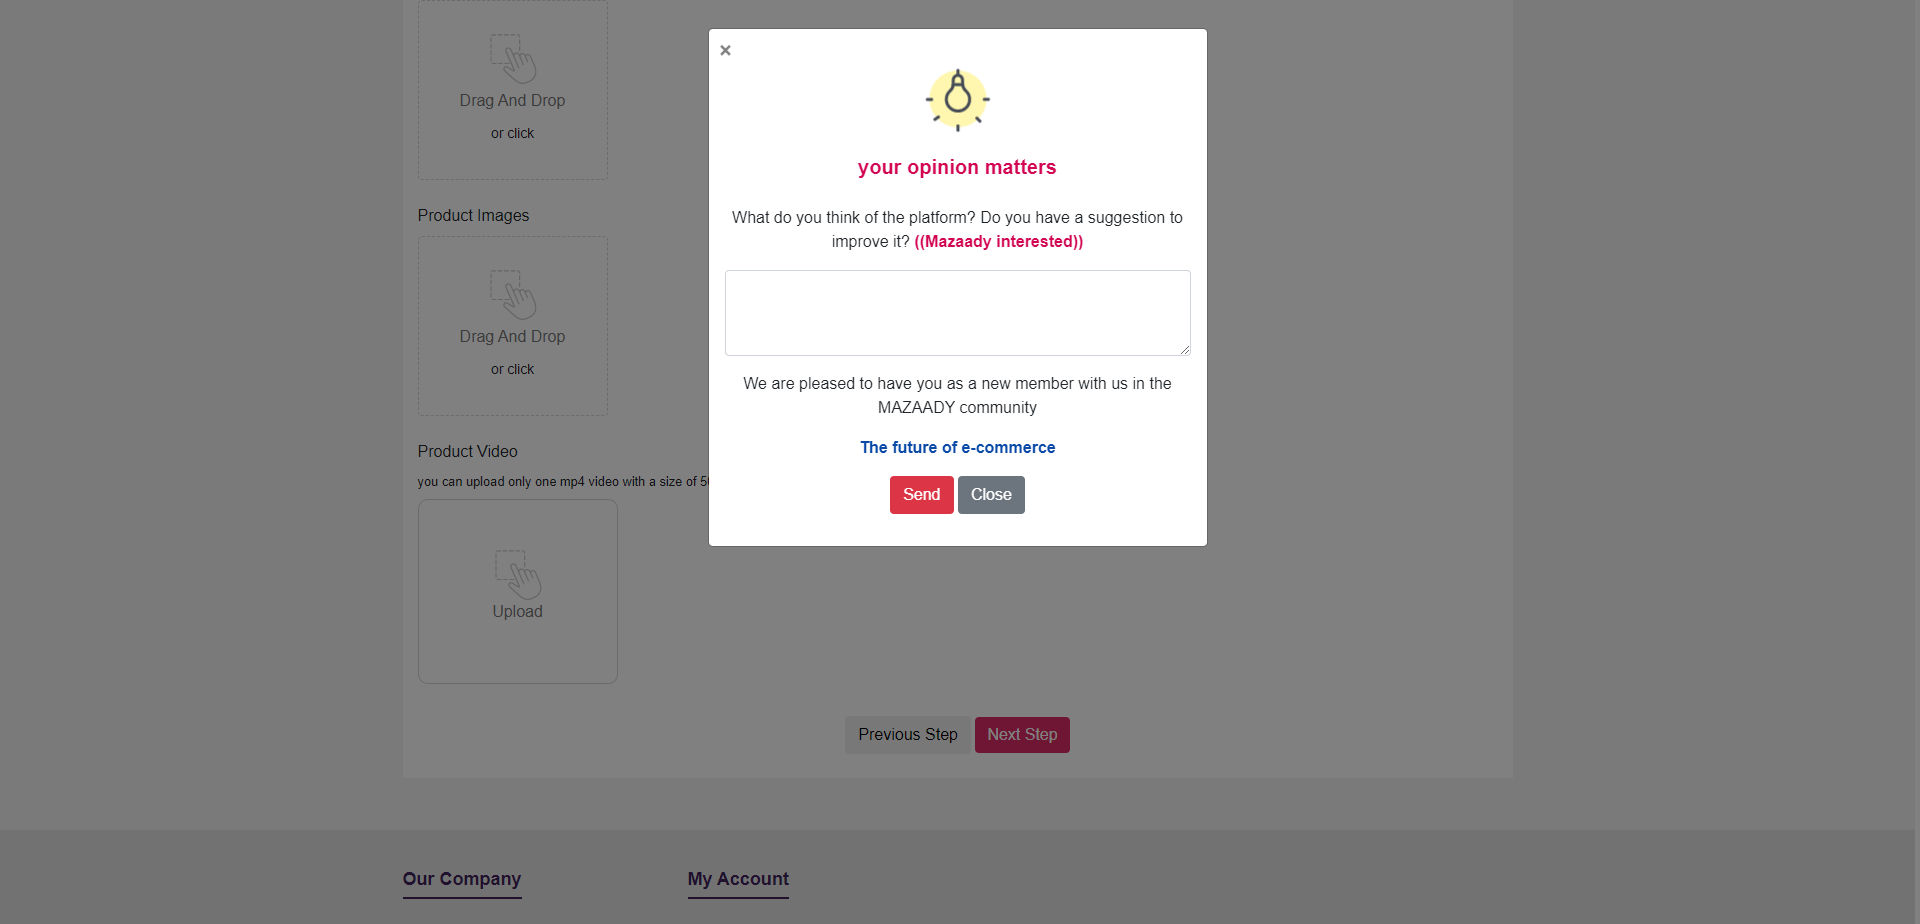 Drag And Drop
or click
Product Images
Drag And Drop
or click
Product Video
you can upload only one mp4 video with a size of
Upload
Previous Step
Next Step
Our Company
My Account
×
your opinion matters
What do you think of the platform? Do you have a suggestion to
improve it? ((Mazaady interested))
We are pleased to have you as a new member with us in the
MAZAADY community
The future of e-commerce
Send
Close